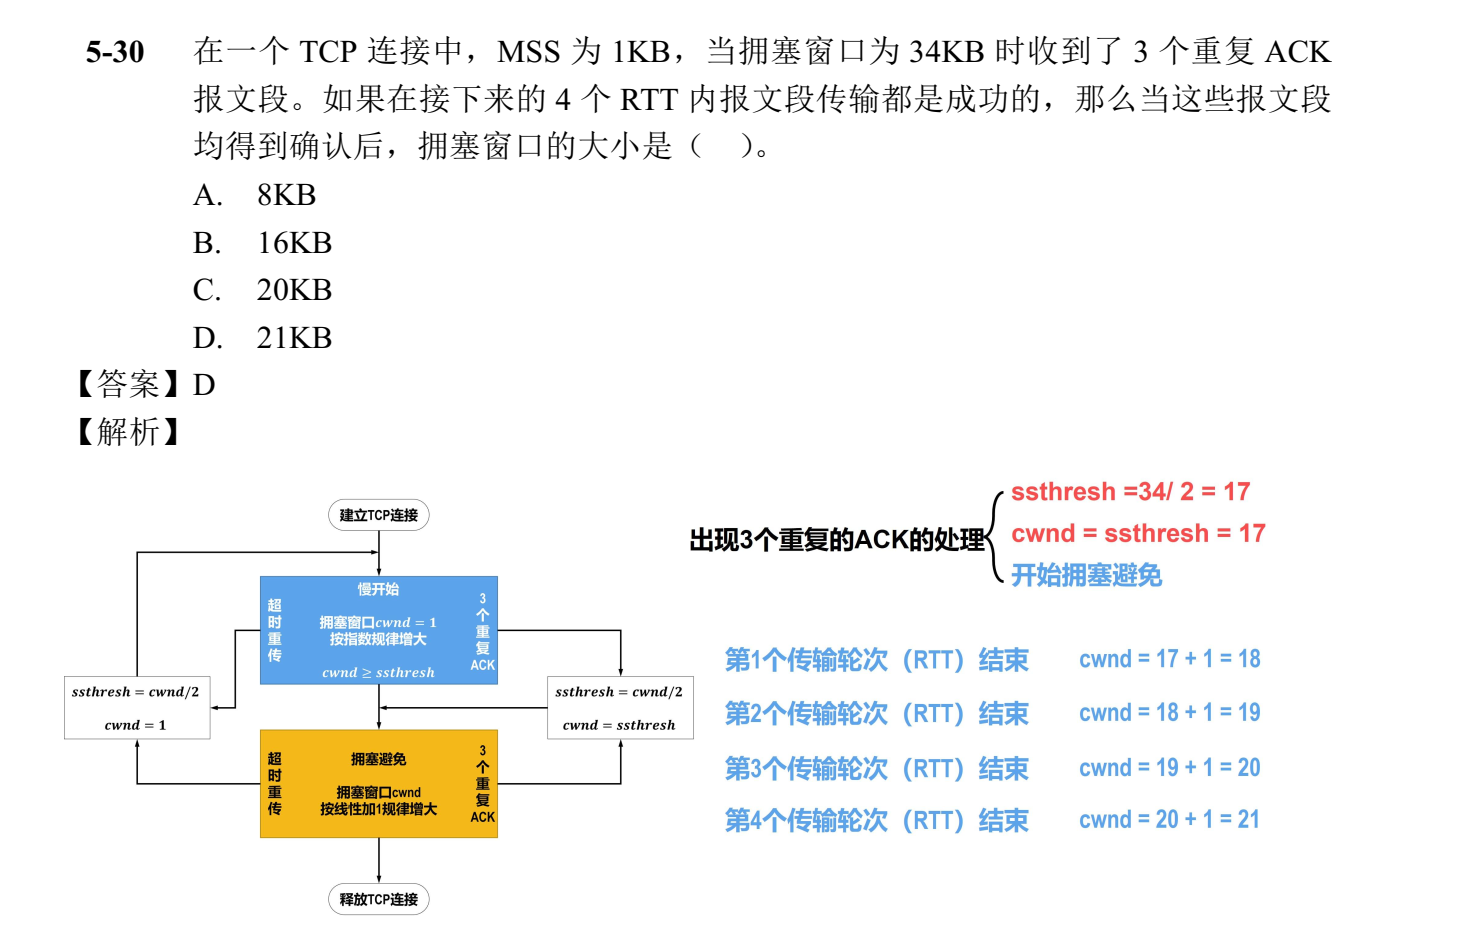 5-30 在一个 TCP 连接中，MSS 为 1KB，当拥塞窗口为 34KB 时收到了 3 个重复 ACK
报文段。如果在接下来的 4 个 RTT 内报文段传输都是成功的，那么当这些报文段
均得到确认后，拥塞窗口的大小是（ ）。
A. 8KB
B. 16KB
C. 20KB
D. 21KB
【答案】D
【解析】
建立TCP连接
慢开始
拥塞窗口cwnd = 1
按指数规律增大
cwnd ≥ ssthresh
超时重传
3个重复ACK
ssthresh = cwnd/2
cwnd = 1
ssthresh = cwnd/2
cwnd = ssthresh
拥塞避免
拥塞窗口cwnd
按线性加1规律增大
超时重传
3个重复ACK
释放TCP连接
出现3个重复的ACK的处理
ssthresh =34/ 2 = 17
cwnd = ssthresh = 17
开始拥塞避免
第1个传输轮次（RTT）结束 cwnd = 17 + 1 = 18
第2个传输轮次（RTT）结束 cwnd = 18 + 1 = 19
第3个传输轮次（RTT）结束 cwnd = 19 + 1 = 20
第4个传输轮次（RTT）结束 cwnd = 20 + 1 = 21